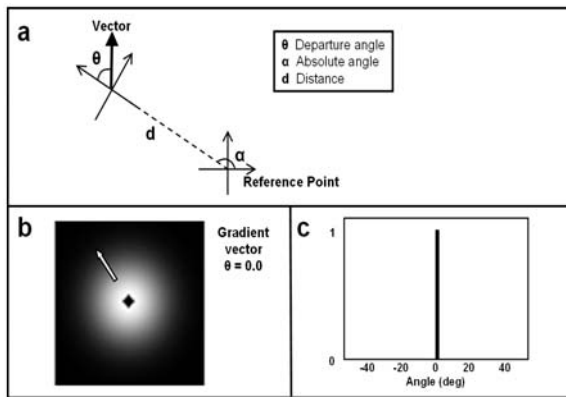 a
Vector
θ
d
α
Reference Point
θ Departure angle
α Absolute angle
d Distance
b
Gradient
vector
θ = 0.0
c
1
0
-40 -20 0 20 40
Angle (deg)